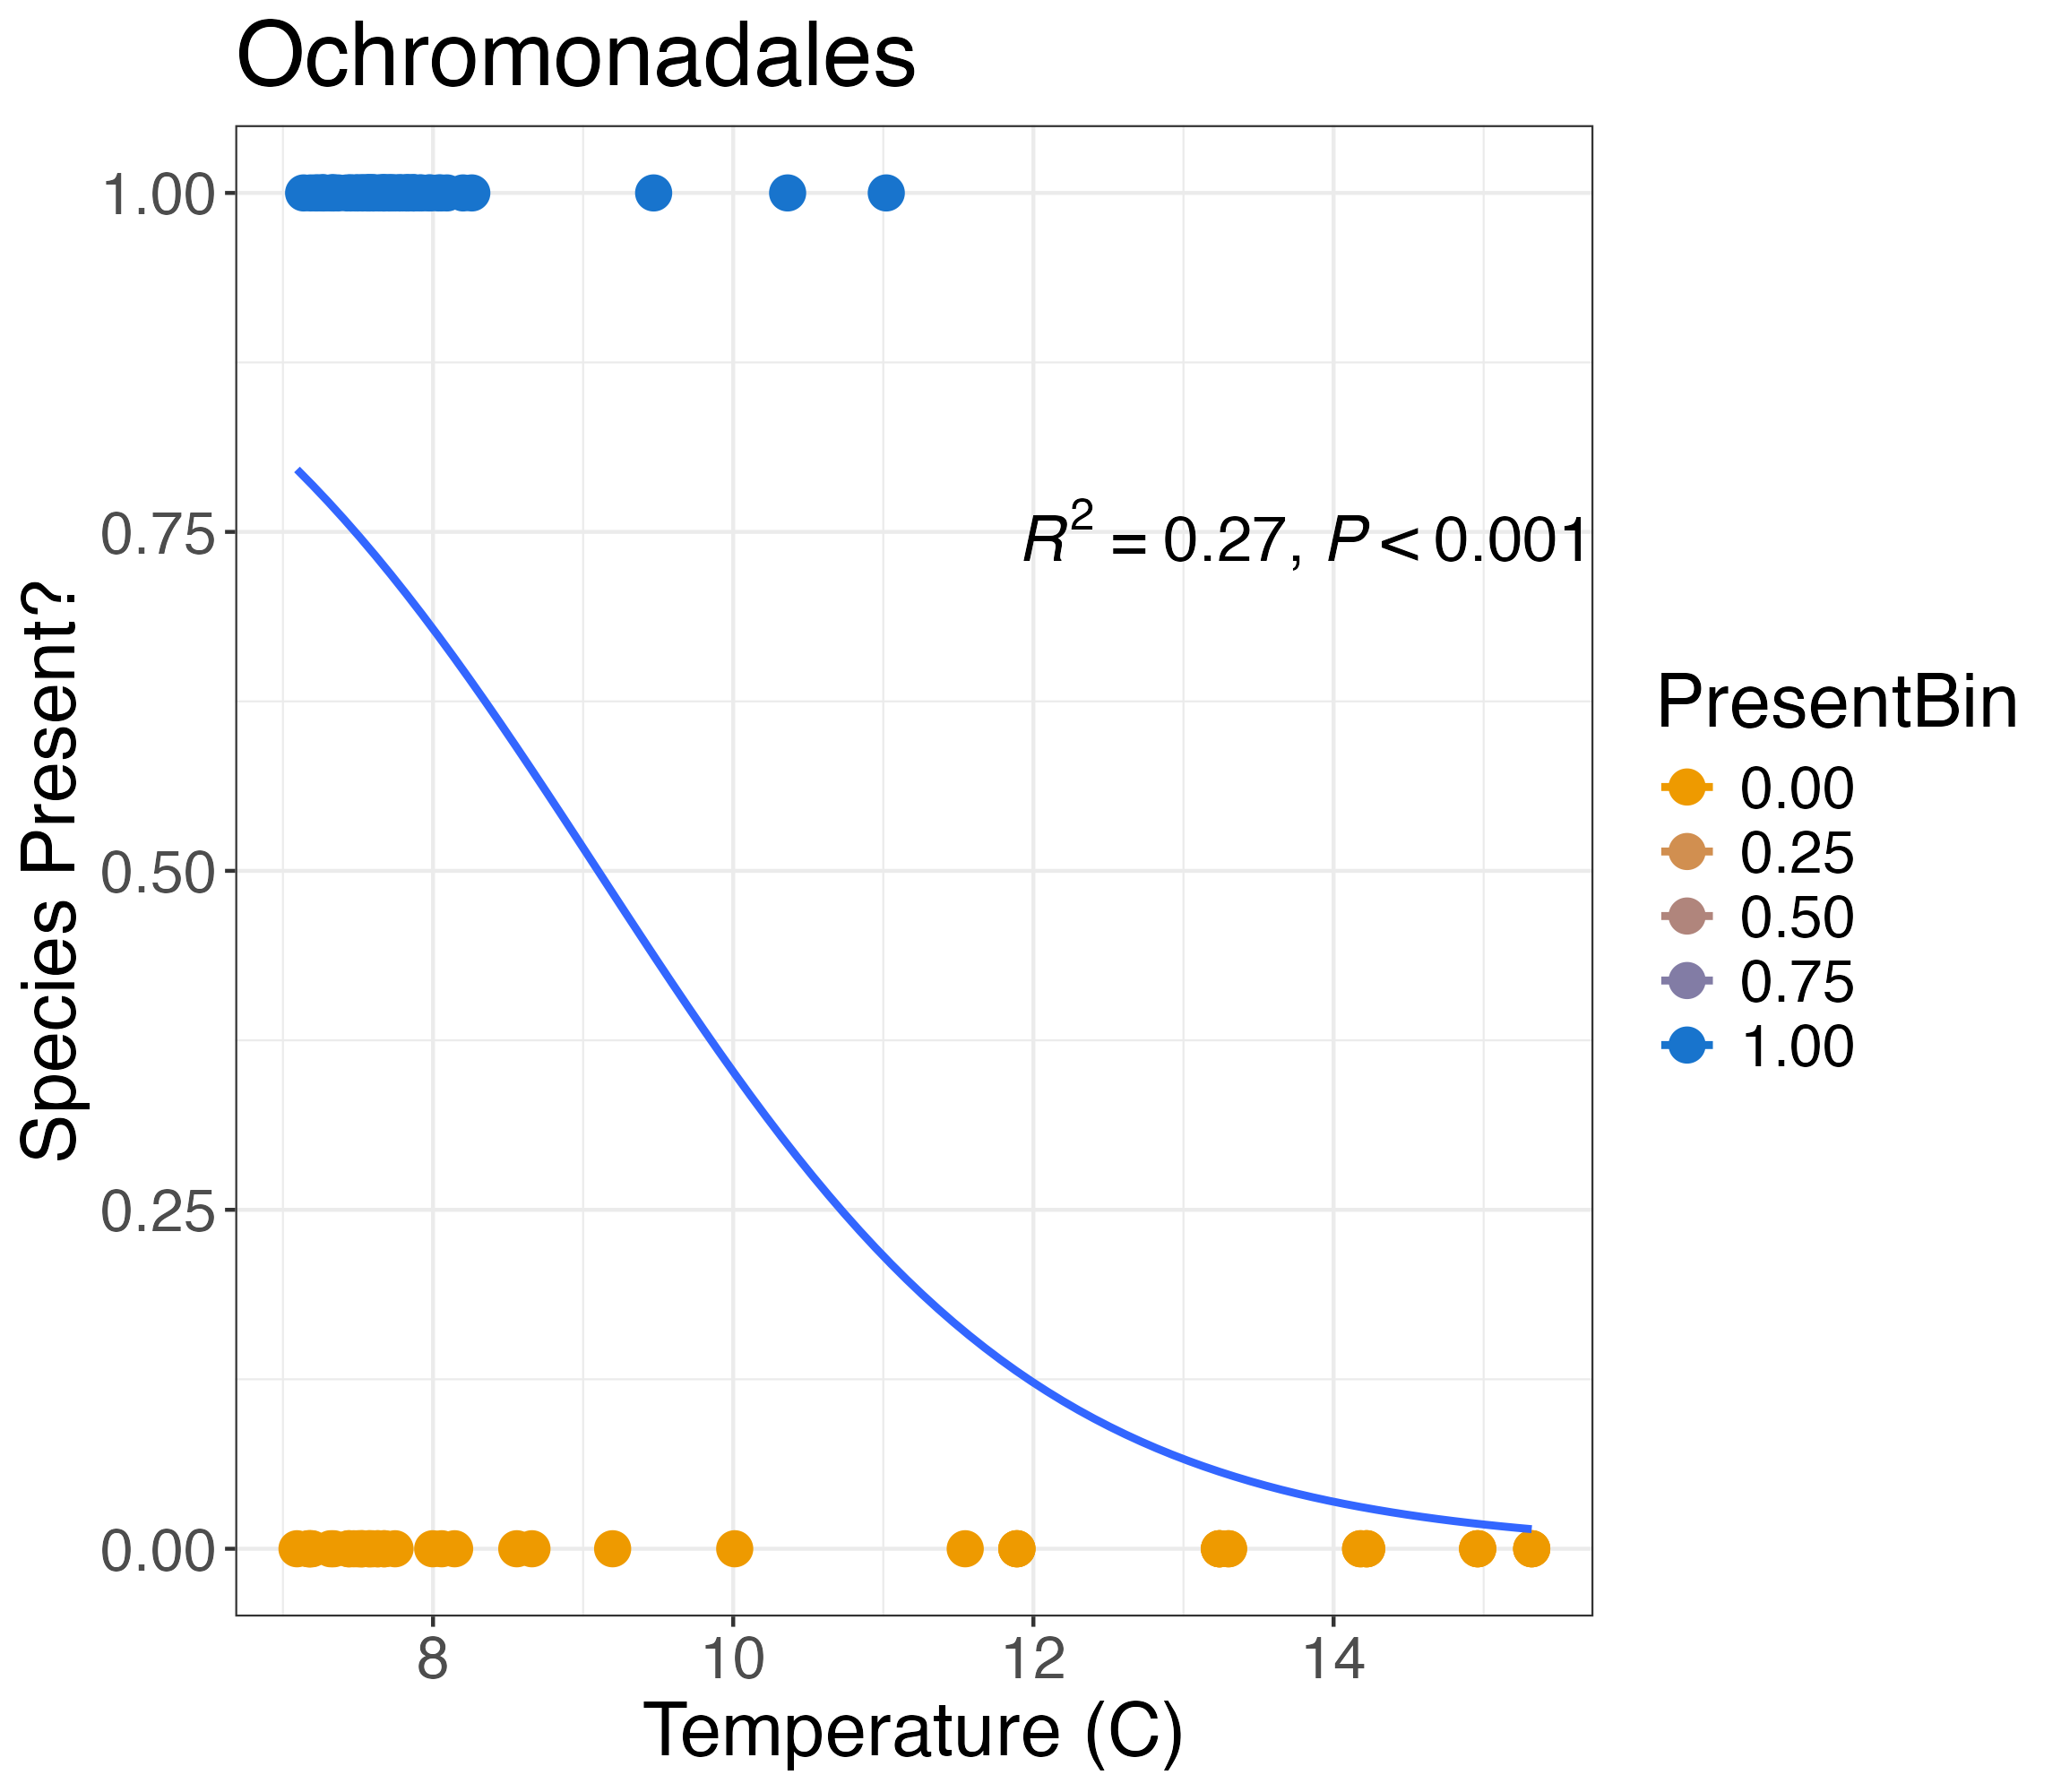 Ochromonadales
1.00
0.75
0.50
0.25
0.00
Species Present?
R² = 0.27, P < 0.001
8 10 12 14
Temperature (C)
PresentBin
0.00
0.25
0.50
0.75
1.00